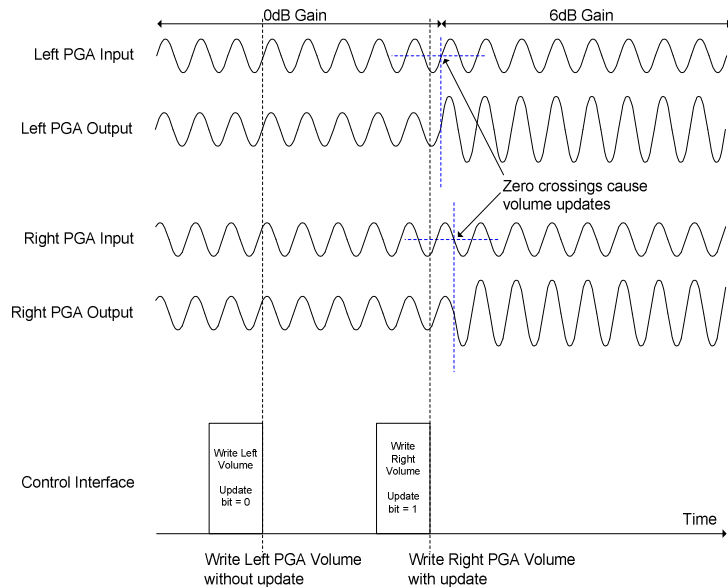 0dB Gain
6dB Gain
Left PGA Input
Left PGA Output
Zero crossings cause
volume updates
Right PGA Input
Right PGA Output
Write Left
Volume
Update
bit = 0
Write
Right
Volume
Update
bit = 1
Control Interface
Time
Write Left PGA Volume
without update
Write Right PGA Volume
with update